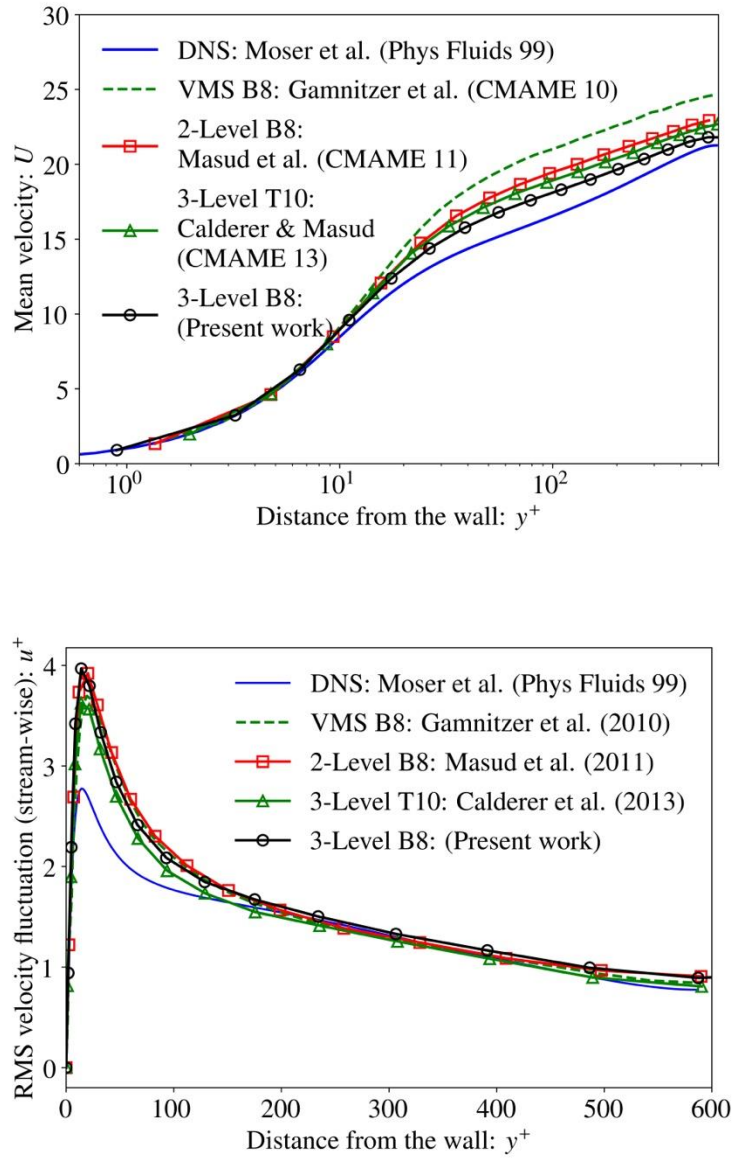 30
25
20
15
10
5
0
Mean velocity: U
DNS: Moser et al. (Phys Fluids 99)
VMS B8: Gamnitzer et al. (CMAME 10)
2-Level B8:
Masud et al. (CMAME 11)
3-Level T10:
Calderer & Masud
(CMAME 13)
3-Level B8:
(Present work)
10⁰
10¹
10²
Distance from the wall: y⁺
4
3
2
1
0
RMS velocity fluctuation (stream-wise): u⁺
DNS: Moser et al. (Phys Fluids 99)
VMS B8: Gamnitzer et al. (2010)
2-Level B8: Masud et al. (2011)
3-Level T10: Calderer et al. (2013)
3-Level B8: (Present work)
0 100 200 300 400 500 600
Distance from the wall: y⁺